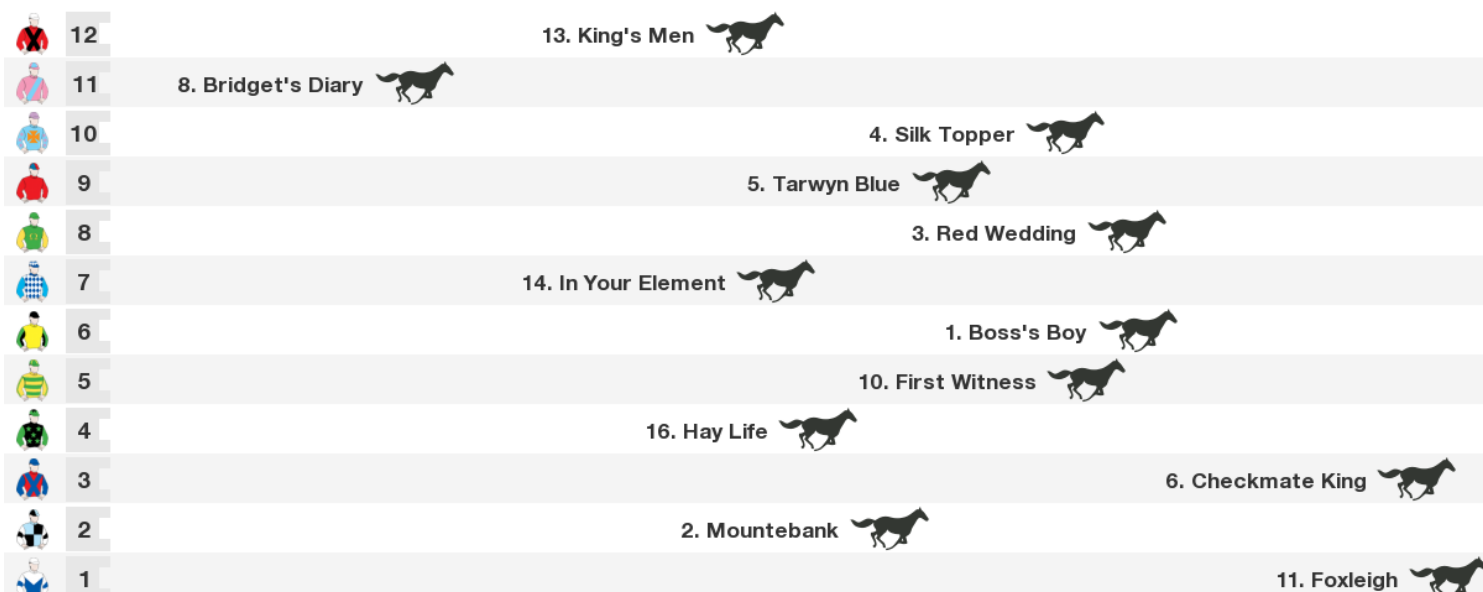 12 13. King's Men
11 8. Bridget's Diary
10 4. Silk Topper
9 5. Tarwyn Blue
8 3. Red Wedding
7 14. In Your Element
6 1. Boss's Boy
5 10. First Witness
4 16. Hay Life
3 6. Checkmate King
2 2. Mountebank
1 11. Foxleigh